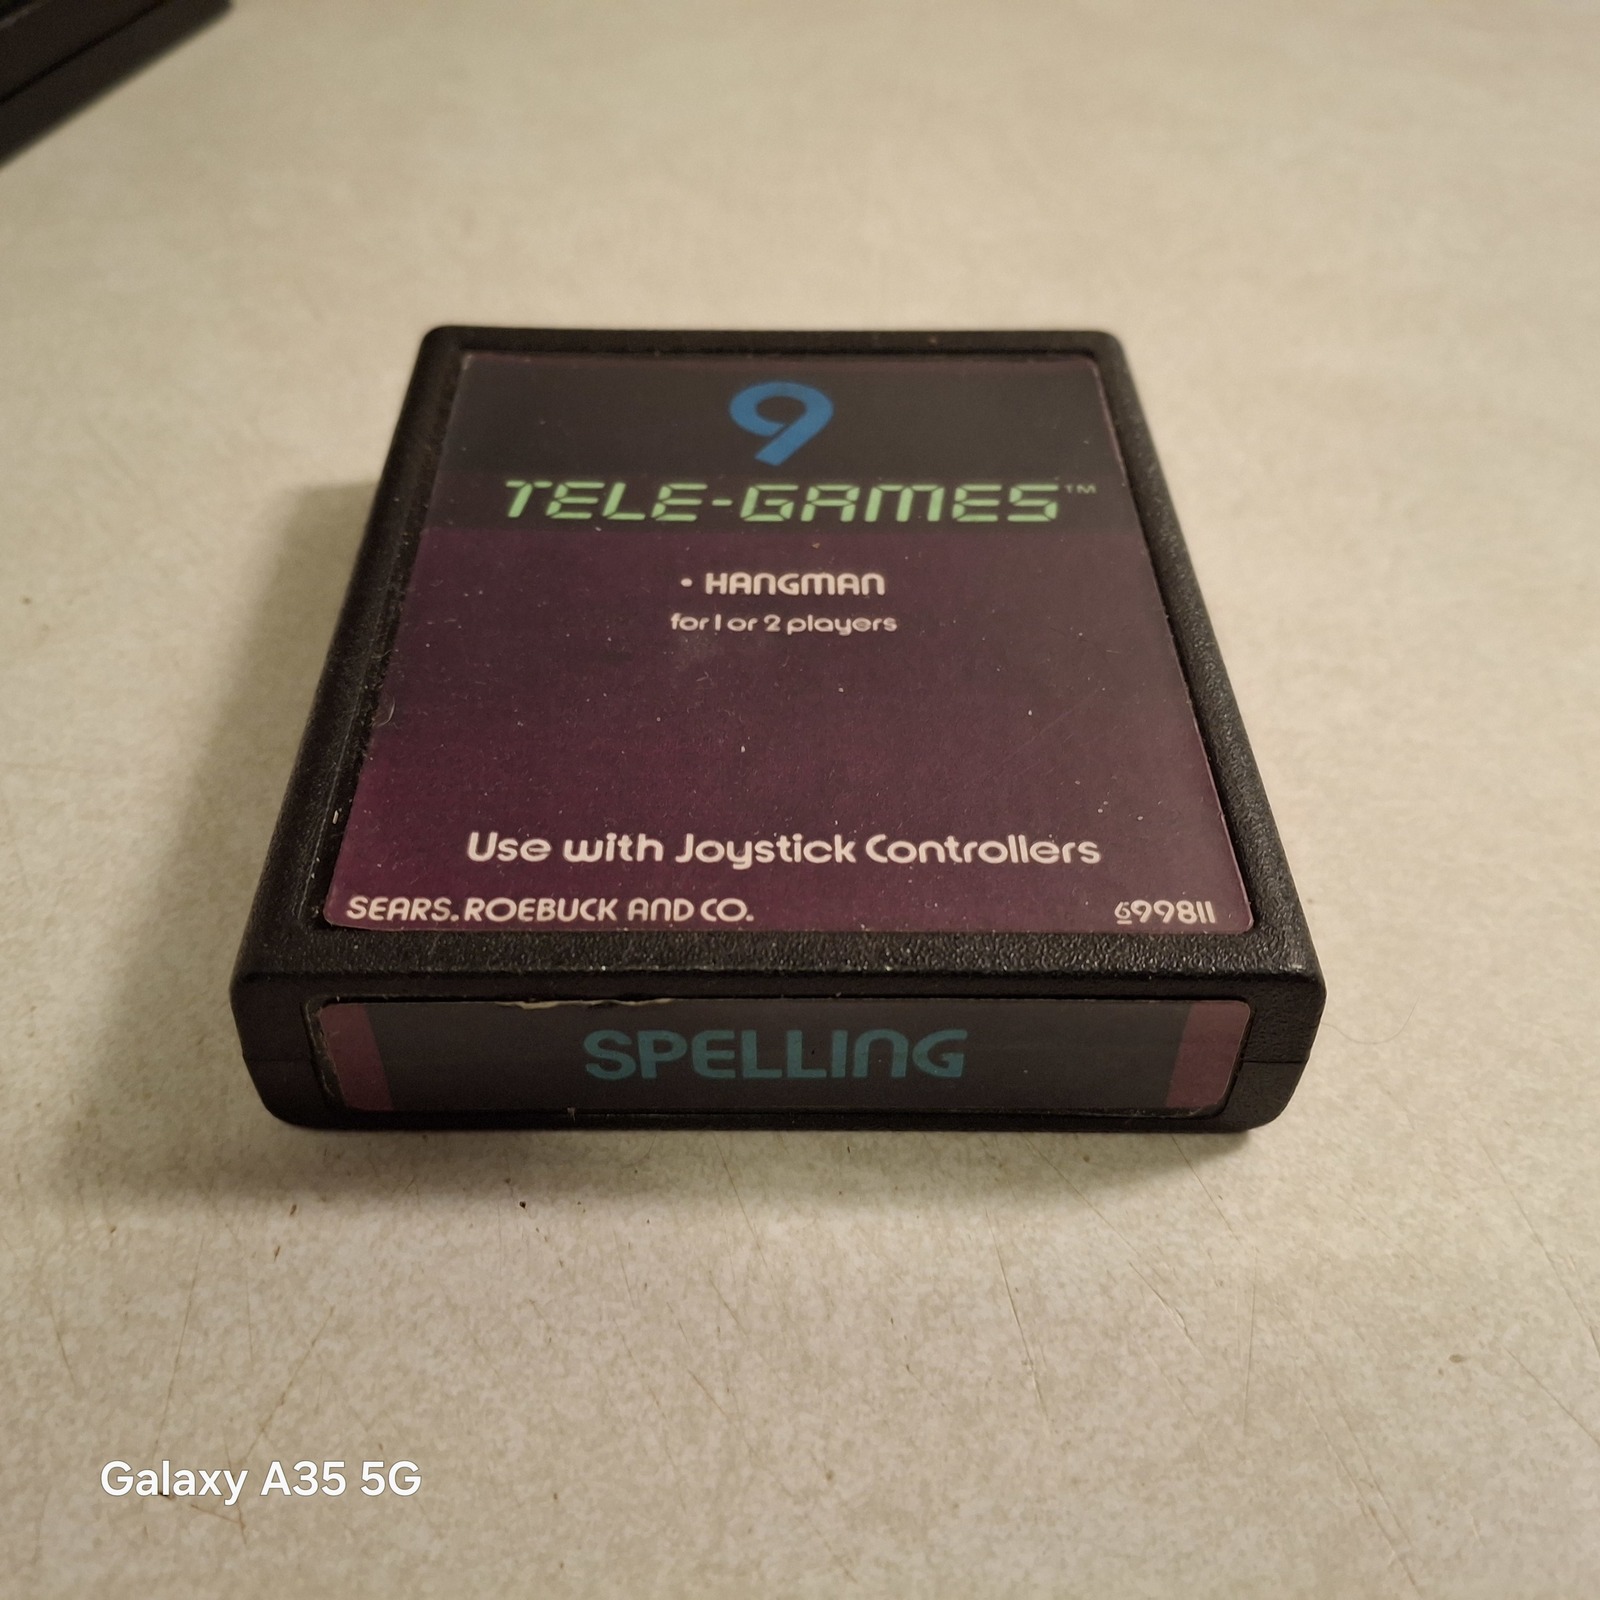 9
TELE-GAMES™
• HANGMAN
for 1 or 2 players
Use with Joystick Controllers
SEARS, ROEBUCK AND CO. 699811
SPELLING
Galaxy A35 5G